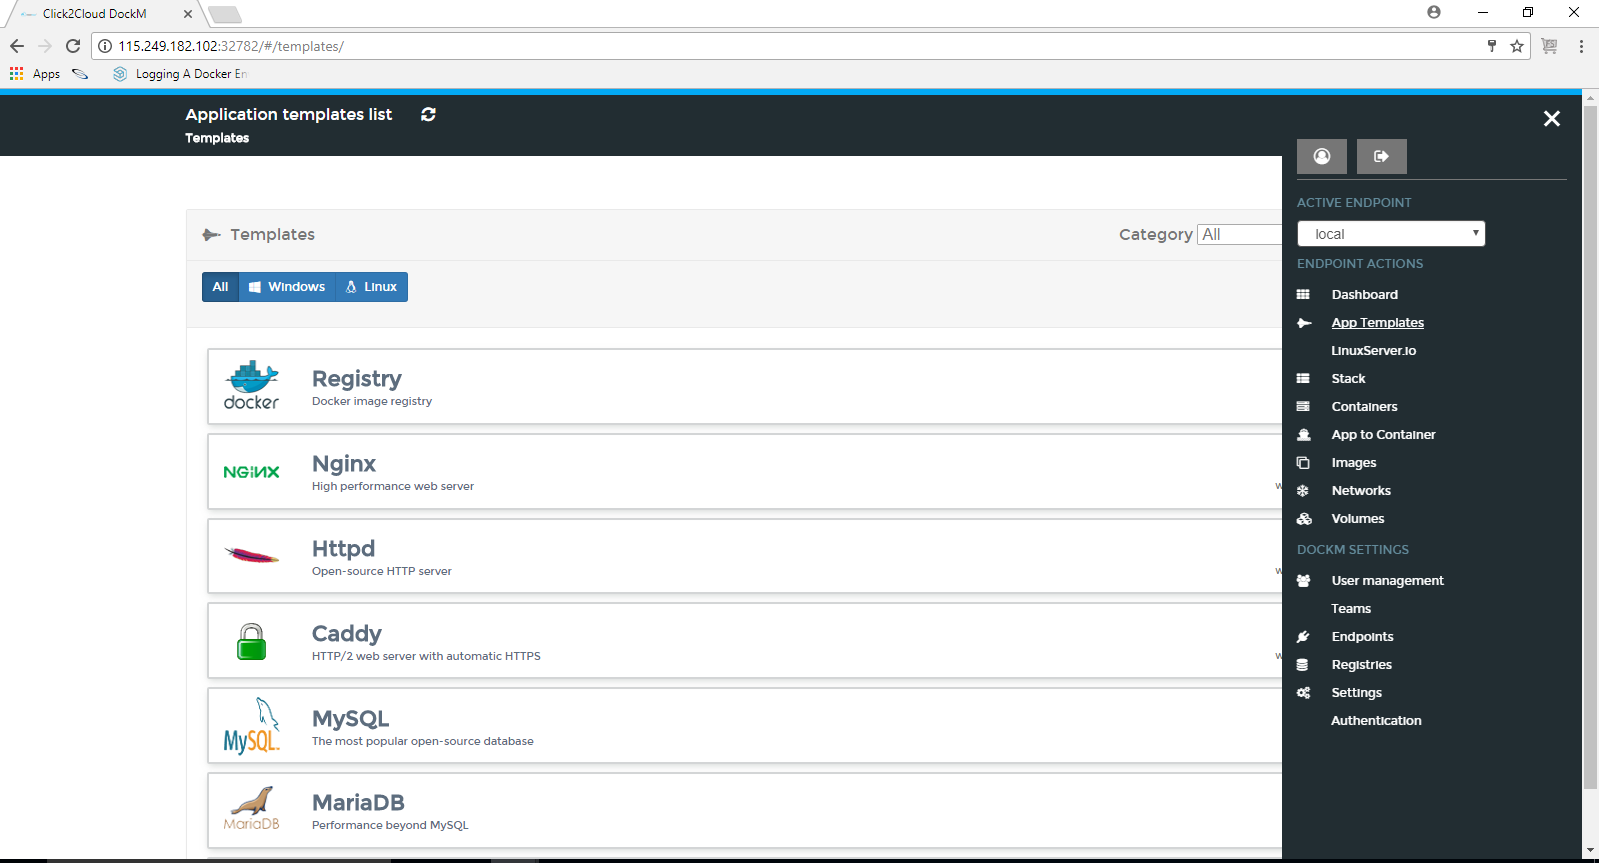 Click2Cloud DockM
115.249.182.102:32782/#/templates/
Apps
Logging A Docker En
Application templates list
Templates
Templates
Category All
All Windows Linux
docker
Registry
Docker image registry
NGINX
Nginx
High performance web server
w
Httpd
Open-source HTTP server
w
Caddy
HTTP/2 web server with automatic HTTPS
w
MySQL
MySQL
The most popular open-source database
MariaDB
MariaDB
Performance beyond MySQL
ACTIVE ENDPOINT
local
ENDPOINT ACTIONS
Dashboard
App Templates
LinuxServer.io
Stack
Containers
App to Container
Images
Networks
Volumes
DOCKM SETTINGS
User management
Teams
Endpoints
Registries
Settings
Authentication